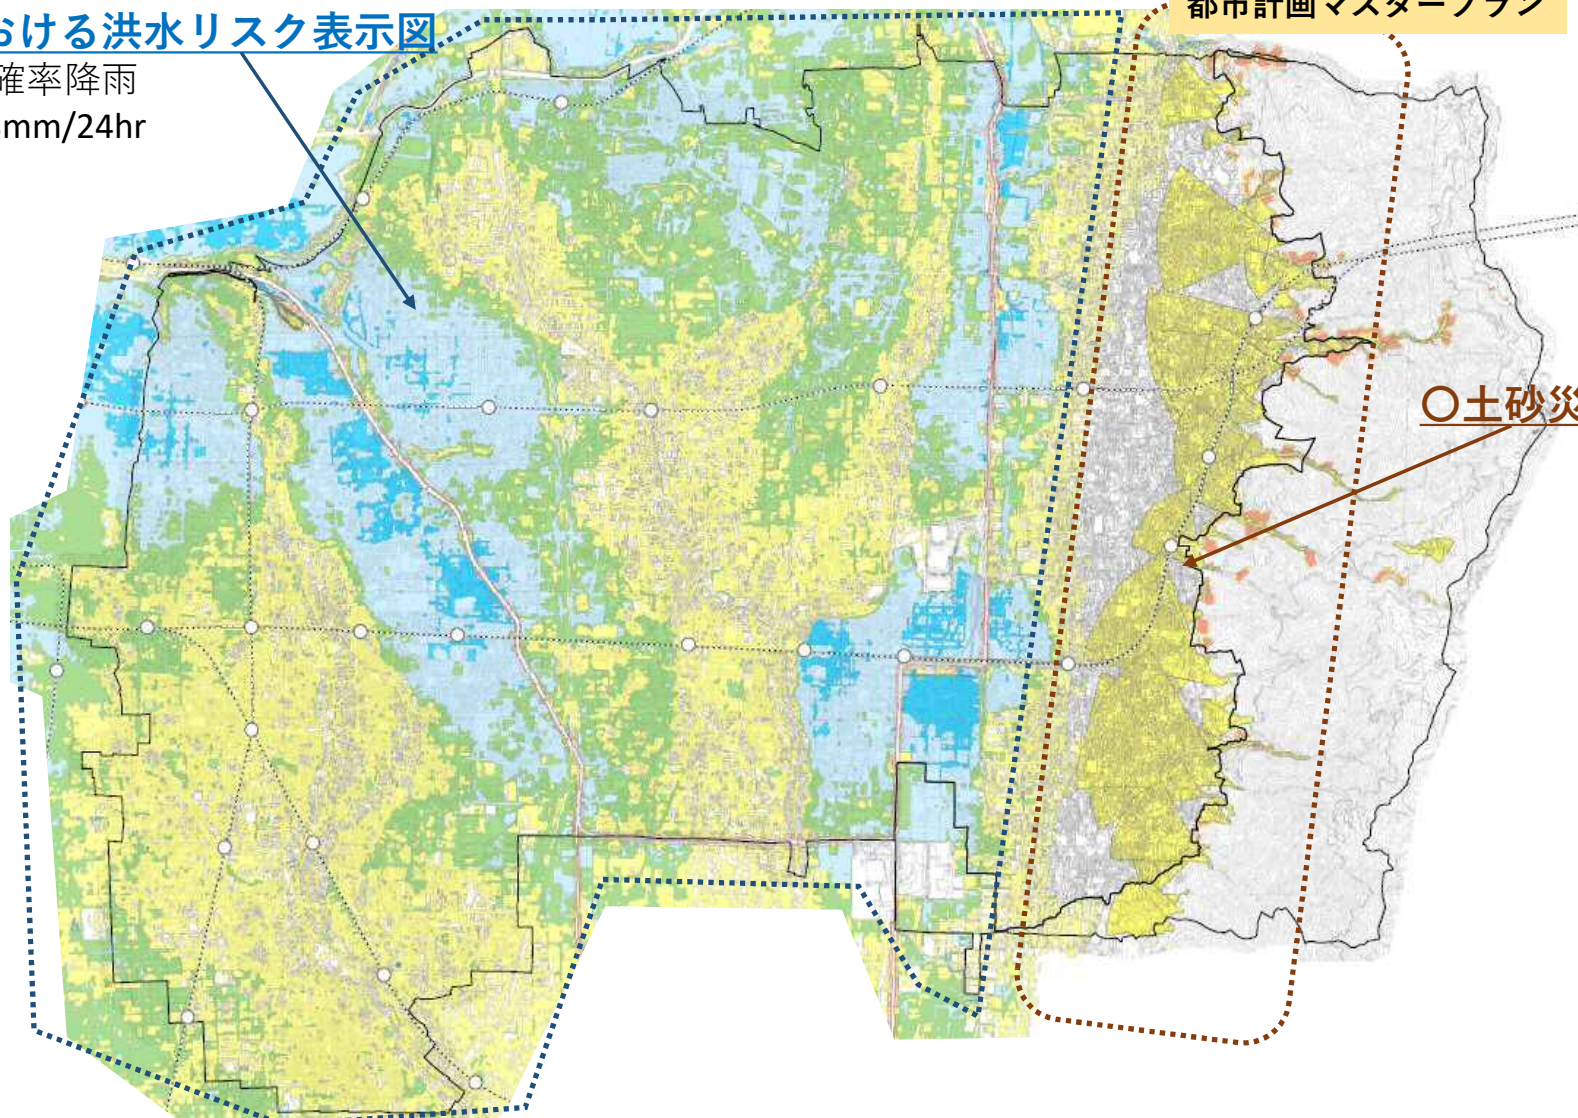 おける洪水リスク表示図
確率降雨
mm/24hr
都市計画マスタープラン
〇土砂災